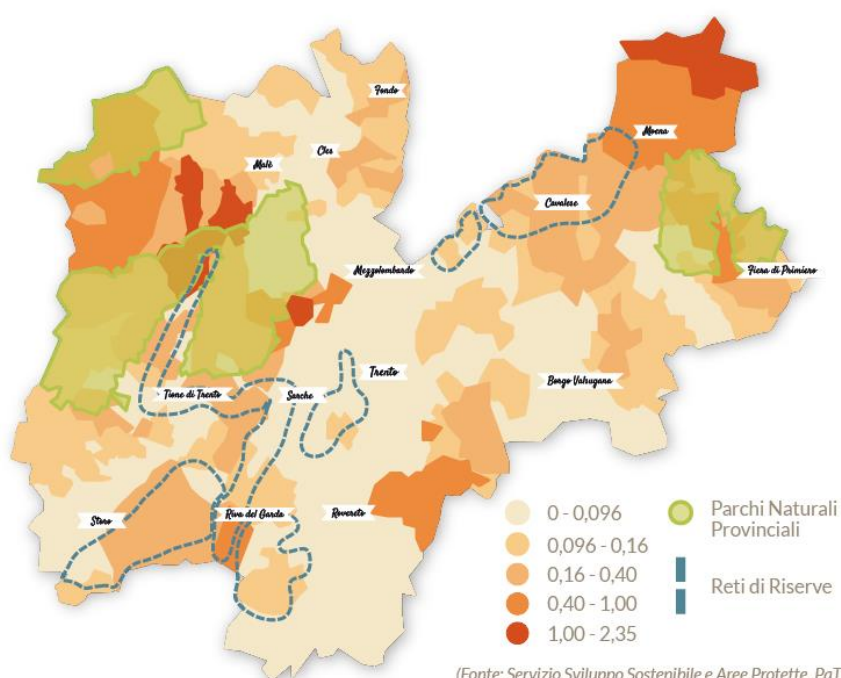 Fondo
Cles
Malè
Moena
Cavalese
Mezzolombardo
Fiera di Primiero
Trento
Tione di Trento
Sarche
Borgo Valsugana
Storo
Riva del Garda
Rovereto
0 - 0,096
0,096 - 0,16
0,16 - 0,40
0,40 - 1,00
1,00 - 2,35
Parchi Naturali
Provinciali
Reti di Riserve
(Fonte: Servizio Sviluppo Sostenibile e Aree Protette, PaT